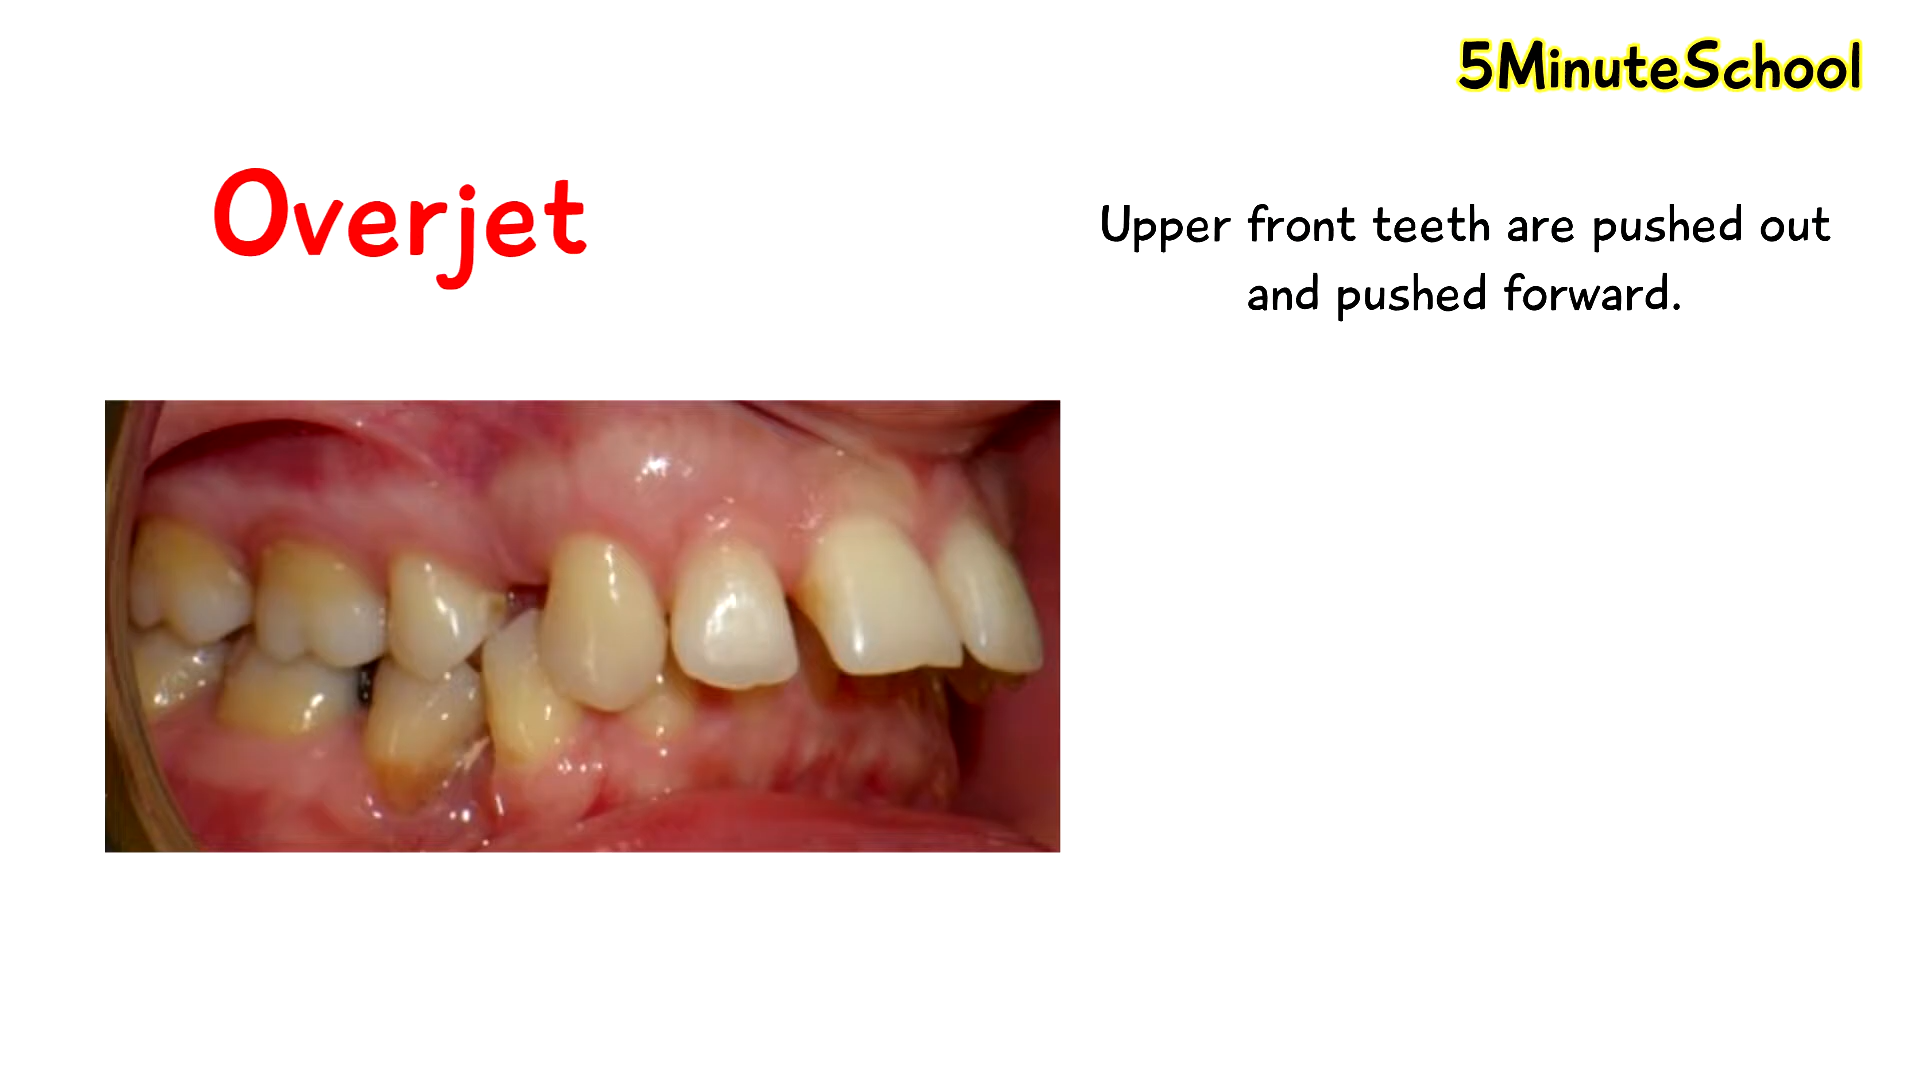 5MinuteSchool
Overjet
Upper front teeth are pushed out
and pushed forward.